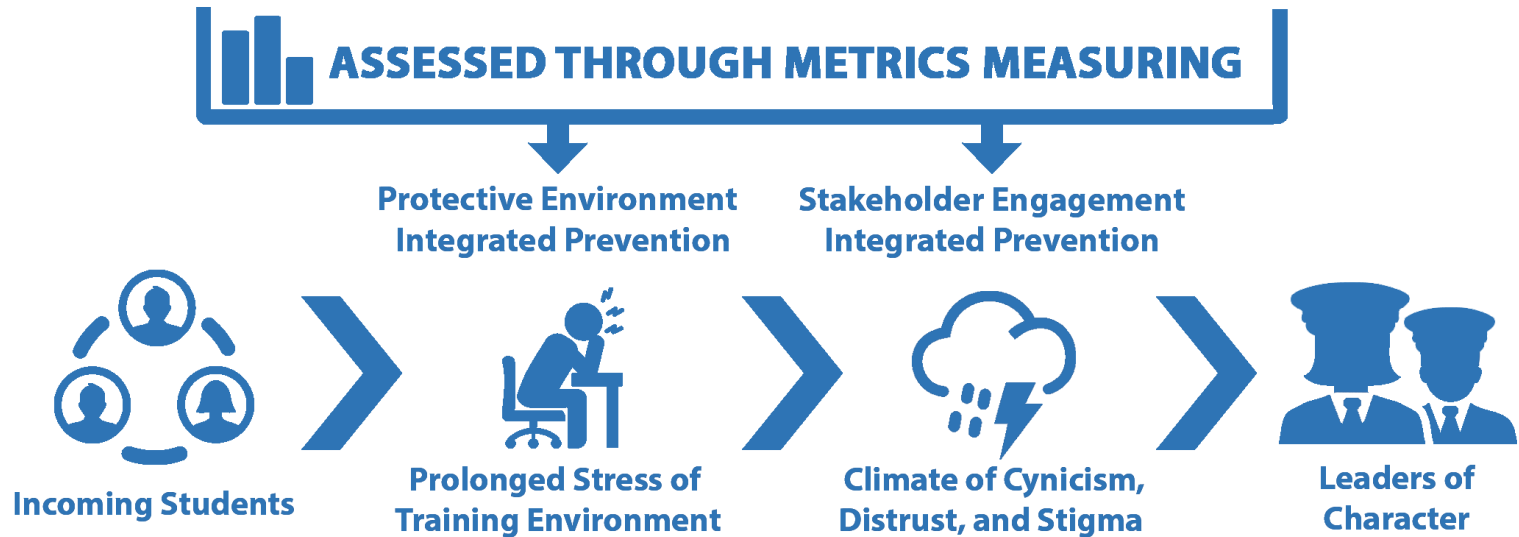 ASSESSED THROUGH METRICS MEASURING
Protective Environment
Integrated Prevention
Stakeholder Engagement
Integrated Prevention
Incoming Students
Prolonged Stress of
Training Environment
Climate of Cynicism,
Distrust, and Stigma
Leaders of
Character